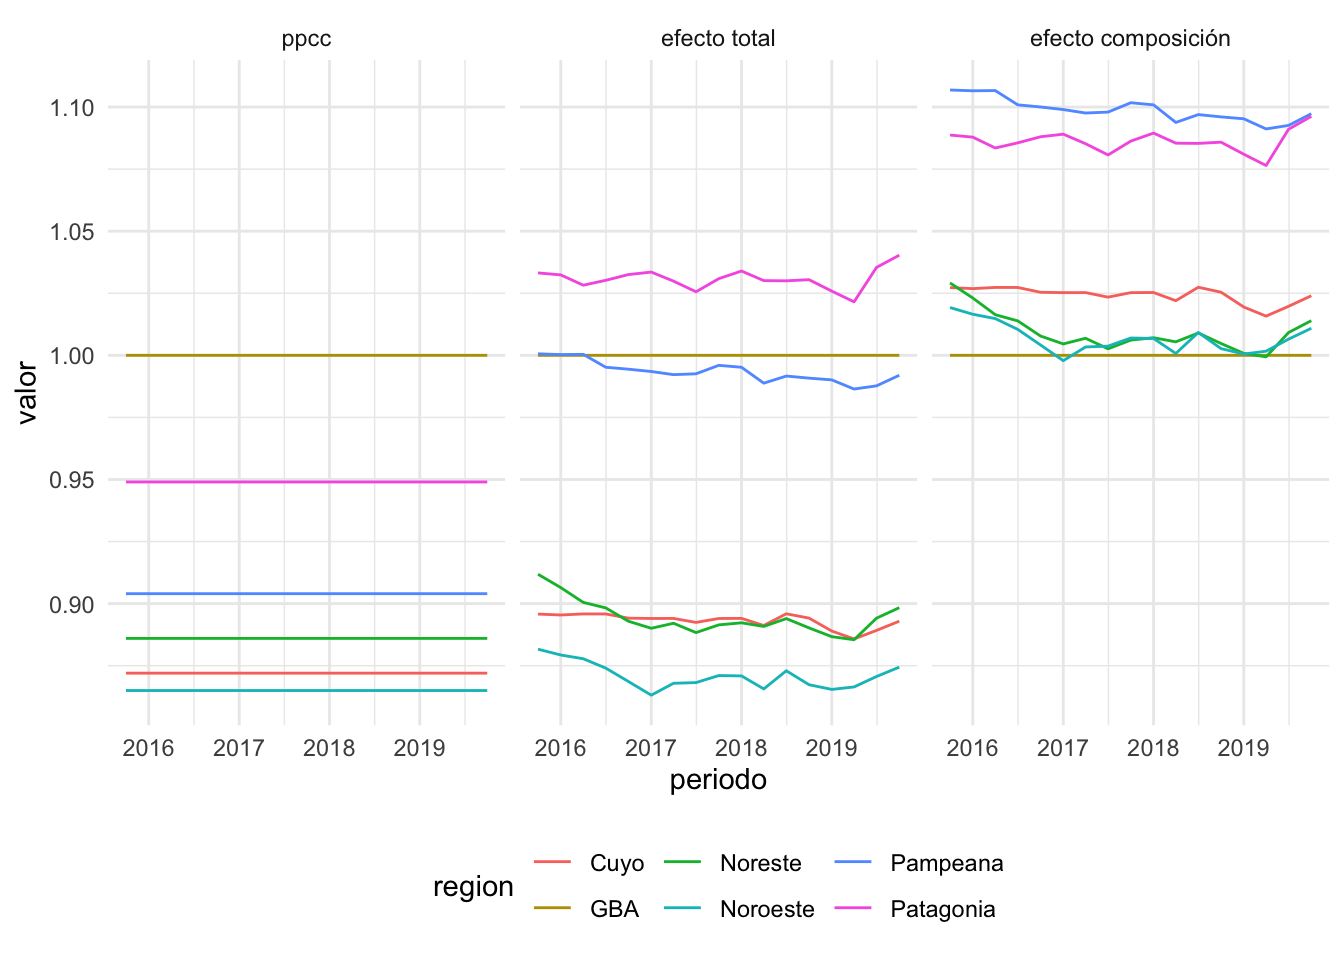 ppcc efecto total efecto composición
1.10
1.05
1.00
0.95
0.90
valor
2016 2017 2018 2019 2016 2017 2018 2019 2016 2017 2018 2019
periodo
region
Cuyo Noreste Pampeana
GBA Noroeste Patagonia